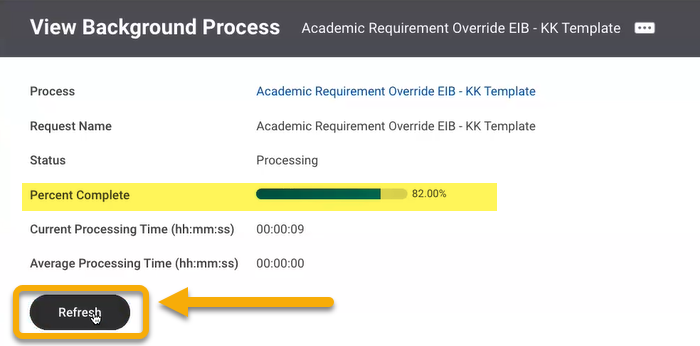 View Background Process Academic Requirement Override EIB - KK Template
Process Academic Requirement Override EIB - KK Template
Request Name Academic Requirement Override EIB - KK Template
Status Processing
Percent Complete 82.00%
Current Processing Time (hh:mm:ss) 00:00:09
Average Processing Time (hh:mm:ss) 00:00:00
Refresh